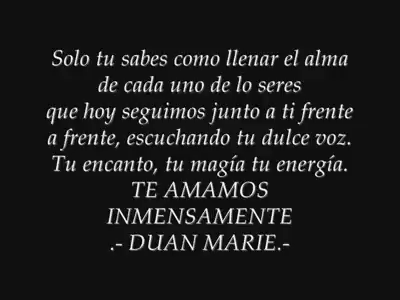 Solo tu sabes como llenar el alma
de cada uno de lo seres
que hoy seguimos junto a ti frente
a frente, escuchando tu dulce voz.
Tu encanto, tu magía tu energía.
TE AMAMOS
INMENSAMENTE
.- DUAN MARIE.-